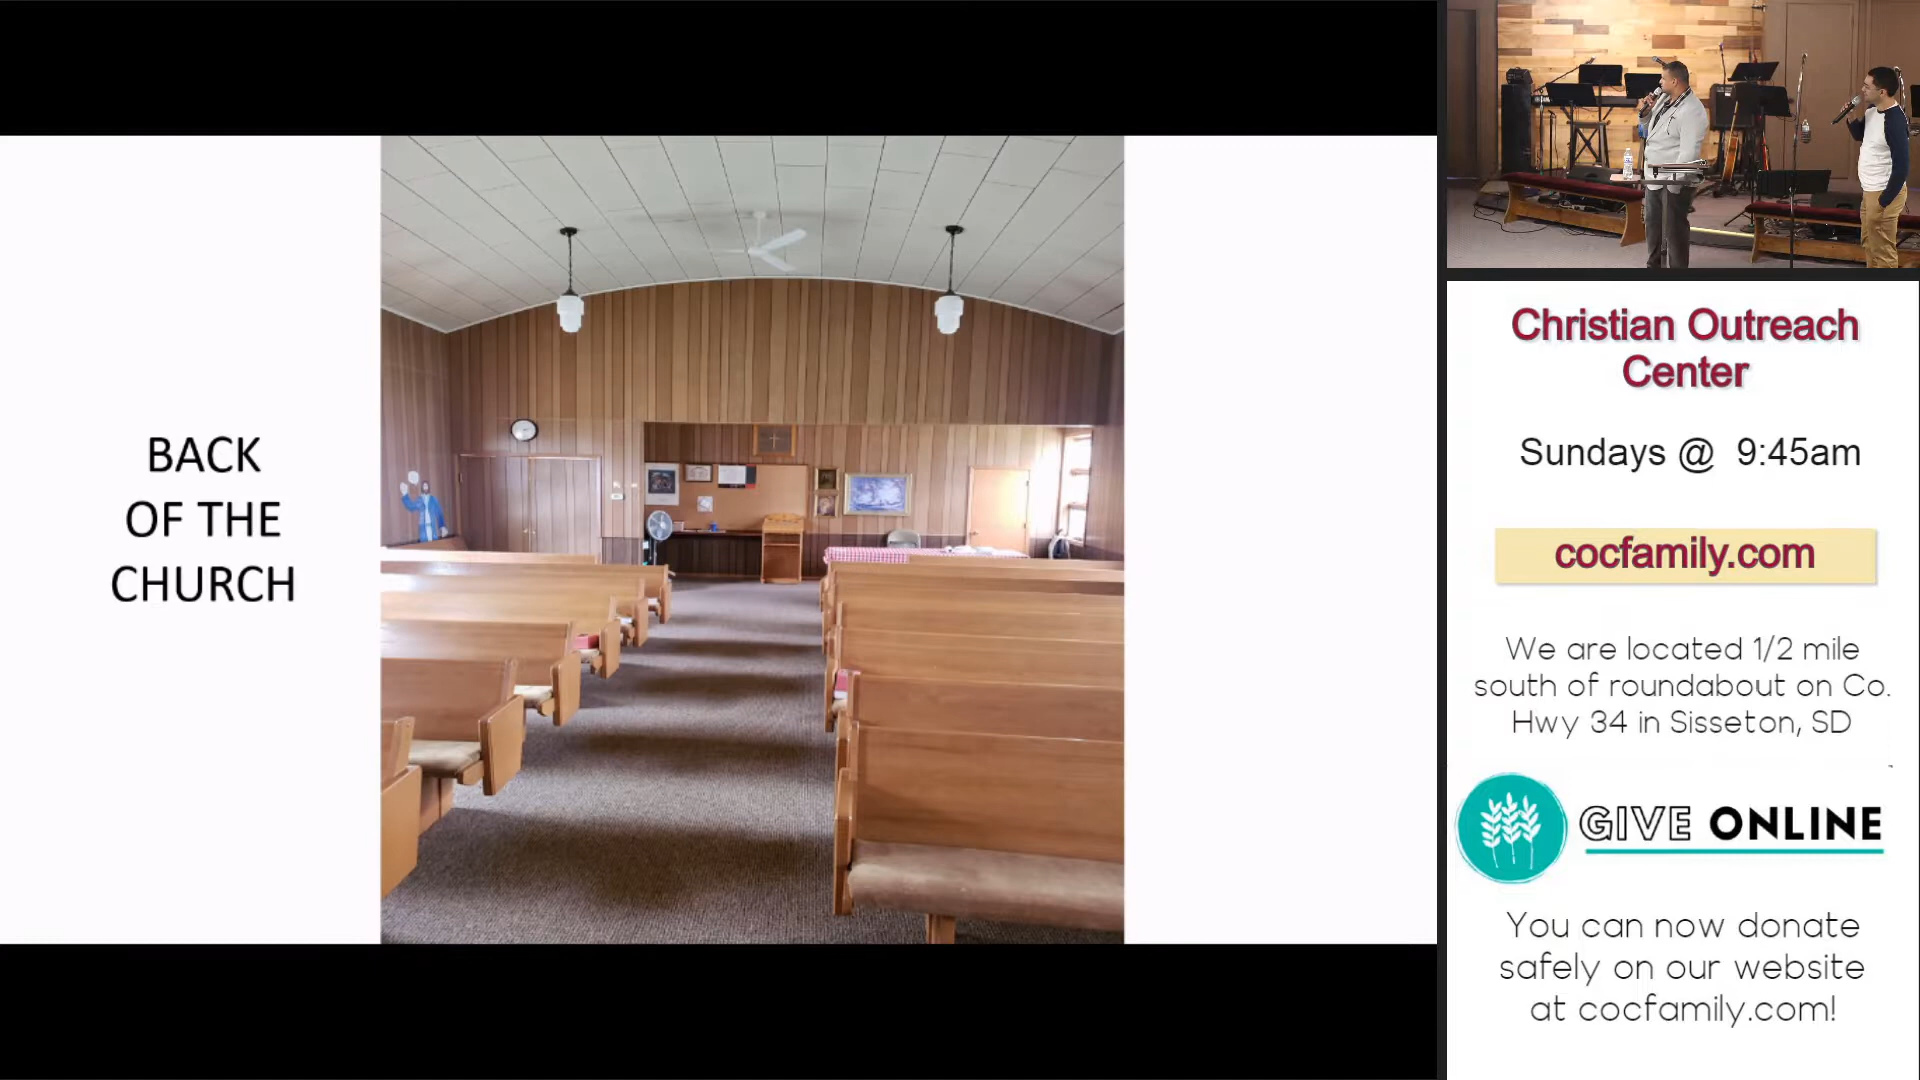 BACK
OF THE
CHURCH
Christian Outreach
Center
Sundays @ 9:45am
cocfamily.com
We are located 1/2 mile
south of roundabout on Co.
Hwy 34 in Sisseton, SD
GIVE ONLINE
You can now donate
safely on our website
at cocfamily.com!